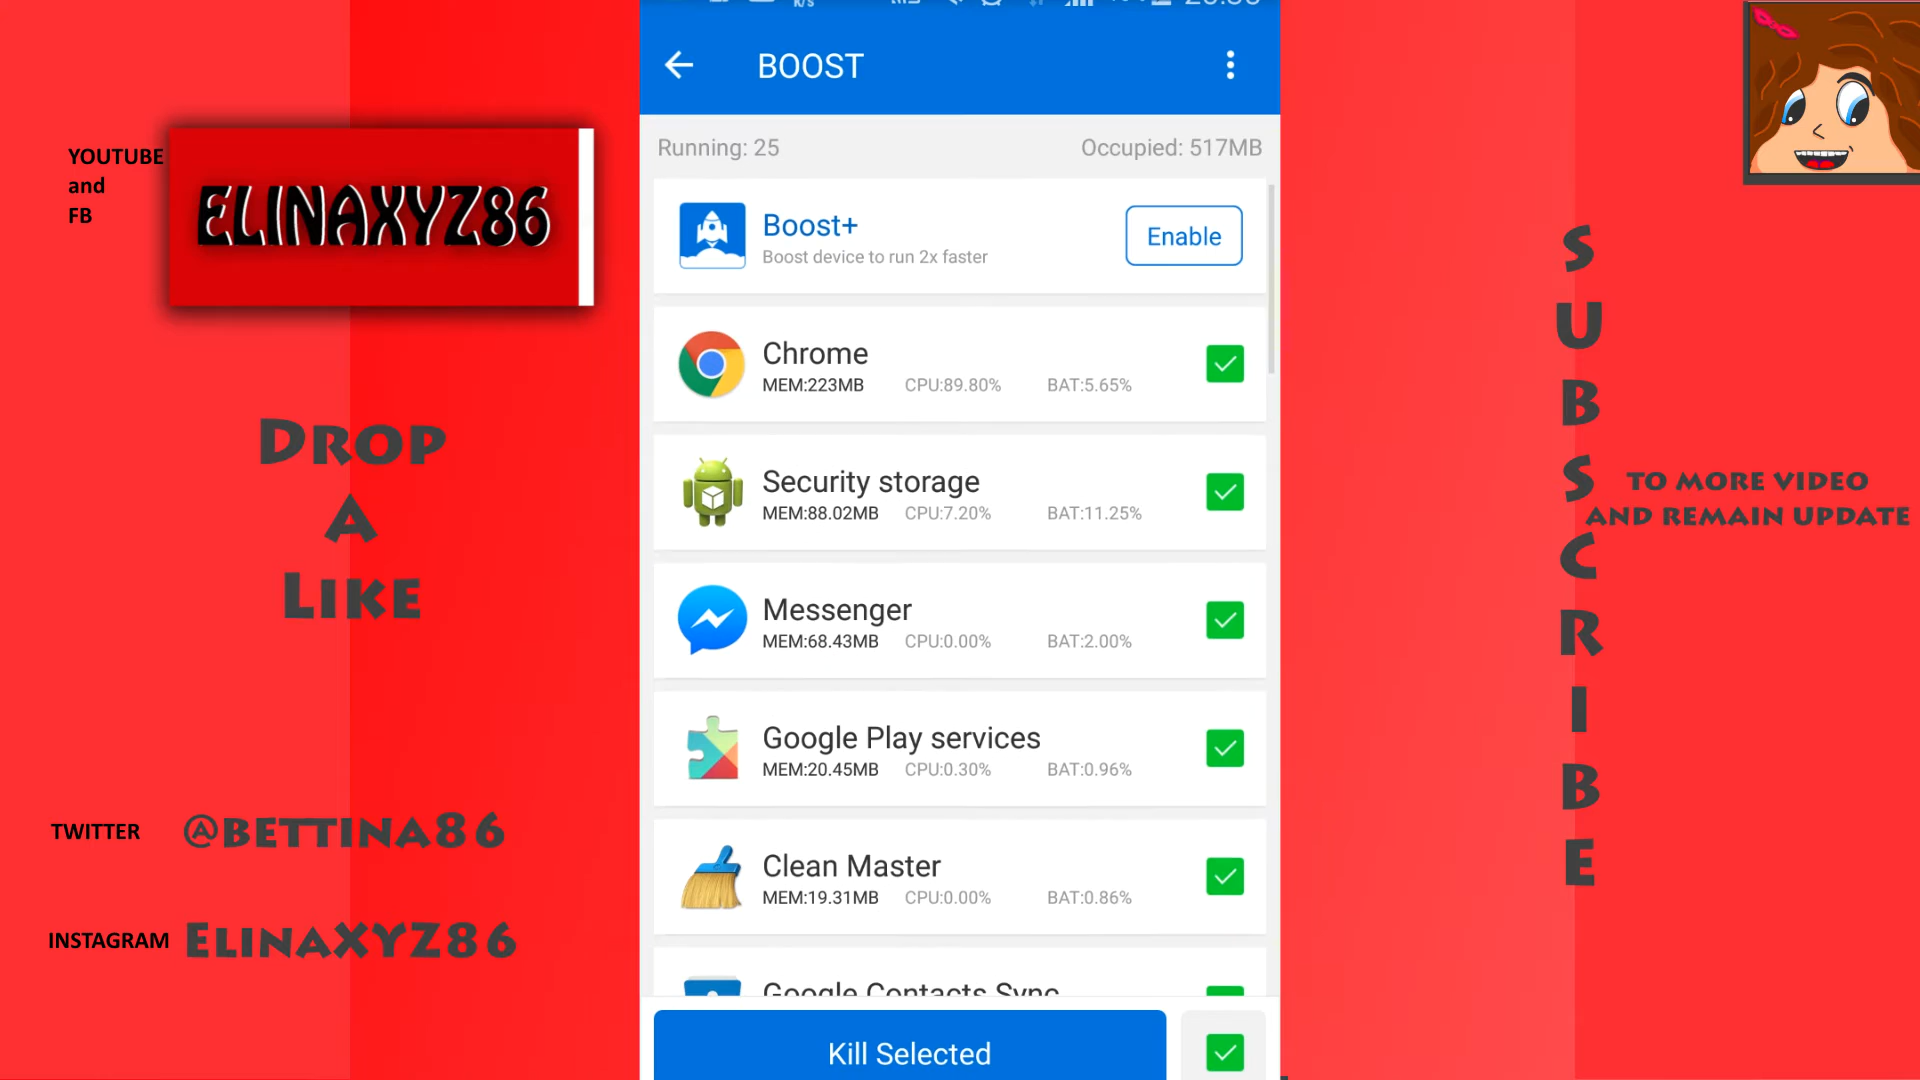 BOOST
Running: 25
Occupied: 517MB
Boost+
Boost device to run 2x faster
Enable
Chrome
MEM:223MB CPU:89.80% BAT:5.65%
Security storage
MEM:88.02MB CPU:7.20% BAT:11.25%
Messenger
MEM:68.43MB CPU:0.00% BAT:2.00%
Google Play services
MEM:20.45MB CPU:0.30% BAT:0.96%
Clean Master
MEM:19.31MB CPU:0.00% BAT:0.86%
Google Contacts Sync
Kill Selected
YOUTUBE
and
FB
ELINAXYZ86
DROP
A
LIKE
TWITTER @BETTINA86
INSTAGRAM ELINAXYZ86
SUBSCRIBE
TO MORE VIDEO
AND REMAIN UPDATE